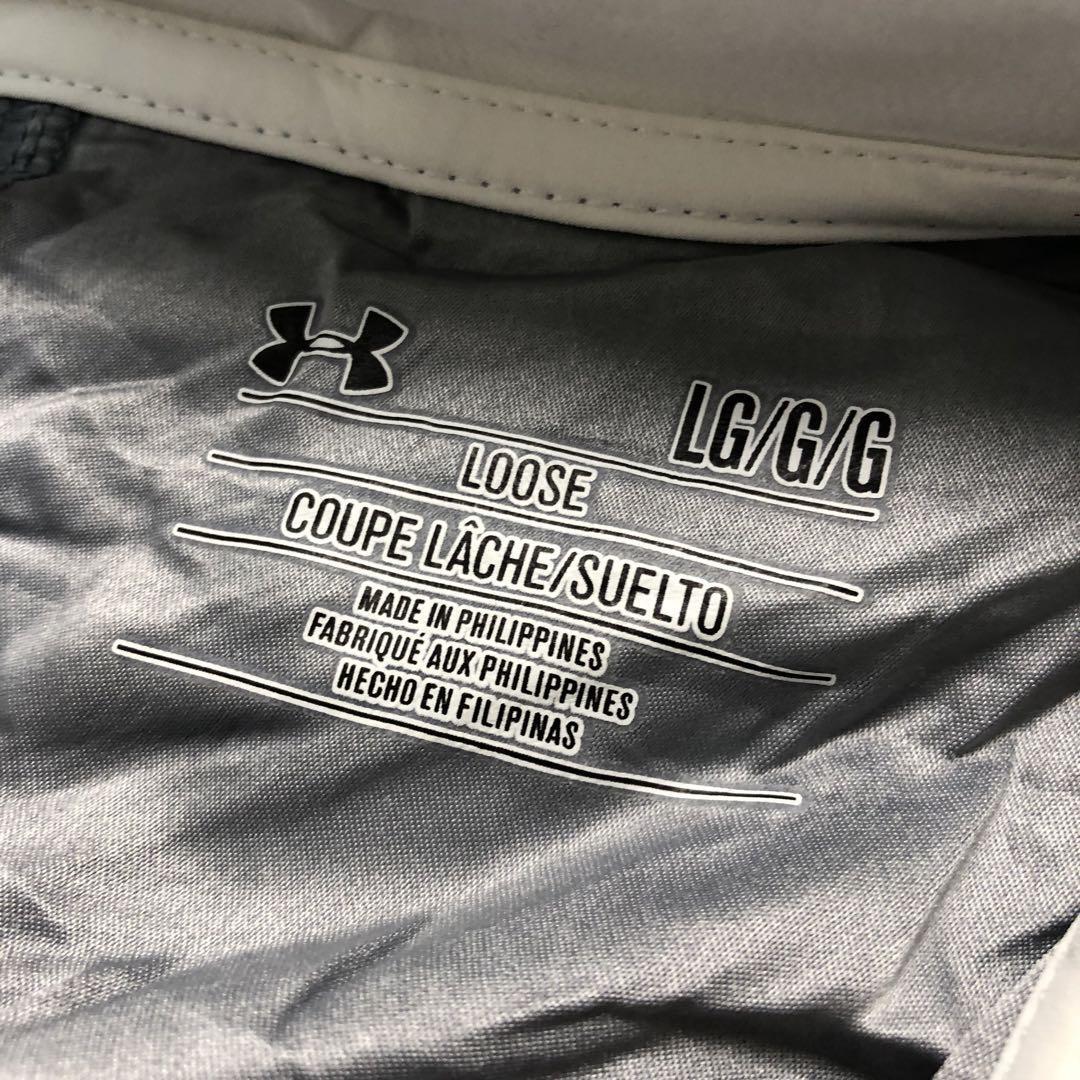 LG/G/G
LOOSE
COUPE LÂCHE/SUELTO
MADE IN PHILIPPINES
FABRIQUÉ AUX PHILIPPINES
HECHO EN FILIPINAS